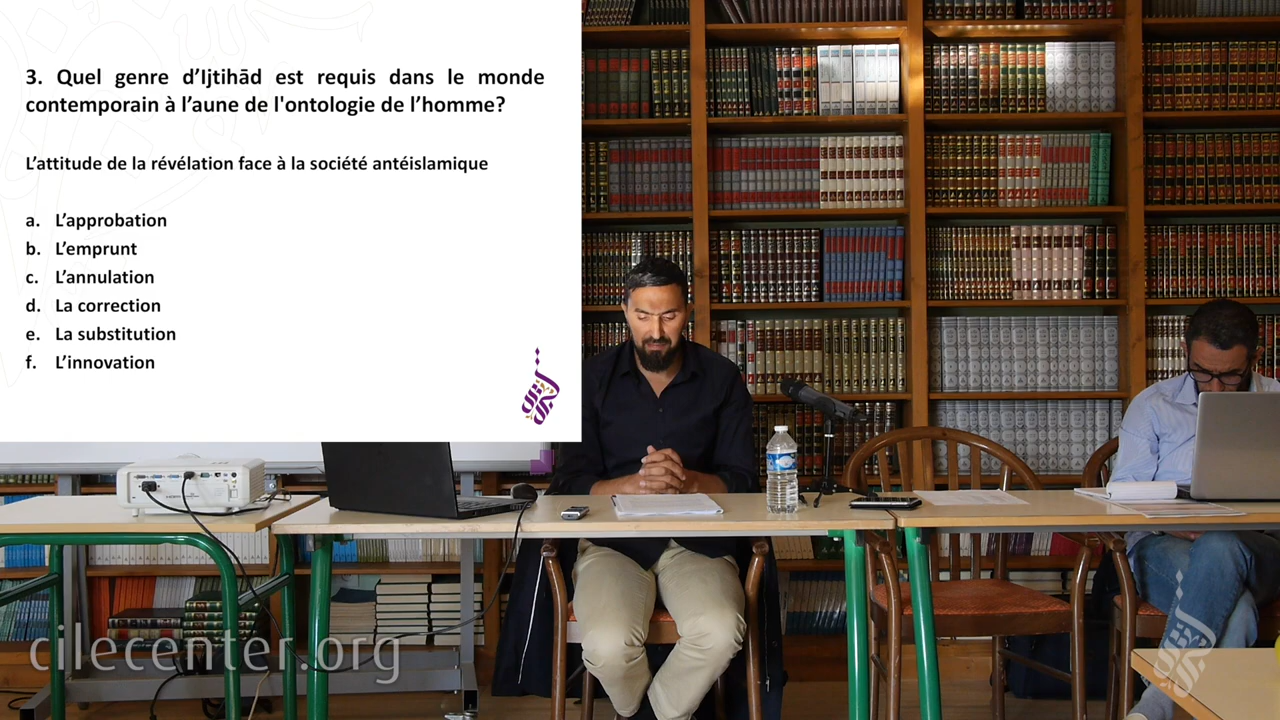 3. Quel genre d’Ijtihād est requis dans le monde
contemporain à l’aune de l'ontologie de l’homme?
L’attitude de la révélation face à la société antéislamique
a. L’approbation
b. L’emprunt
c. L’annulation
d. La correction
e. La substitution
f. L’innovation
cilecenter.org